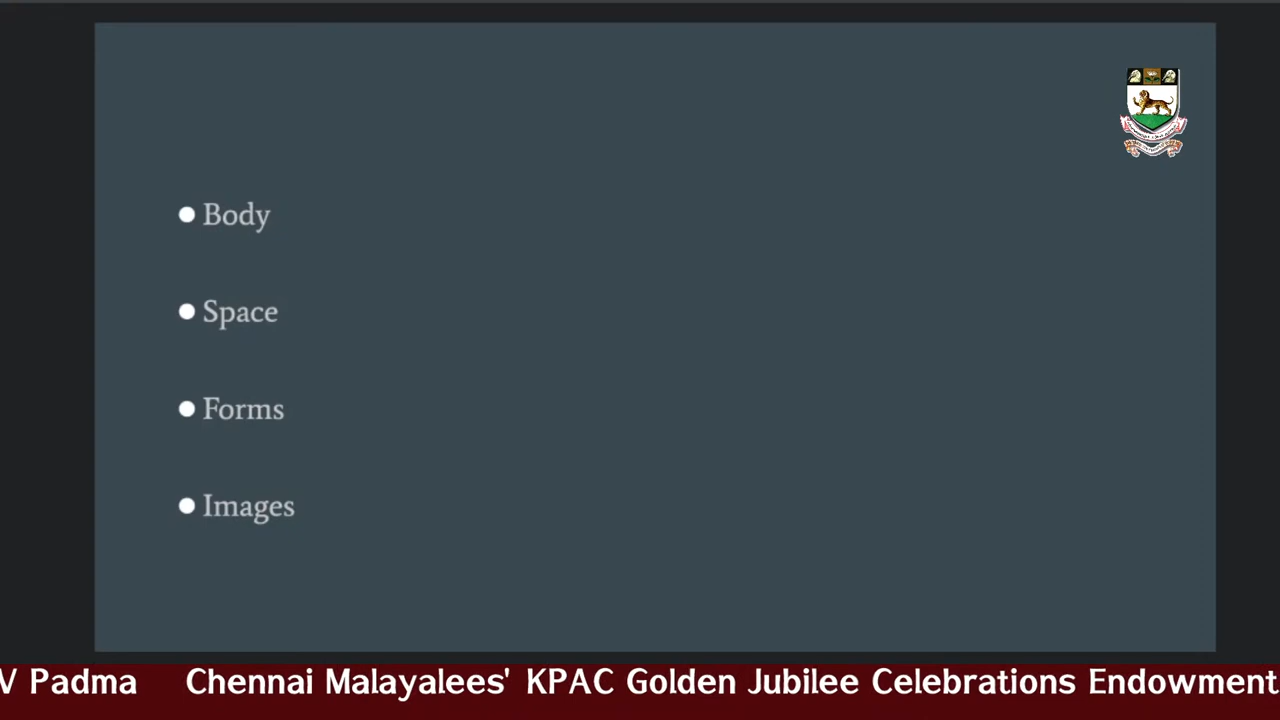 Body
Space
Forms
Images
V Padma Chennai Malayalees' KPAC Golden Jubilee Celebrations Endowment